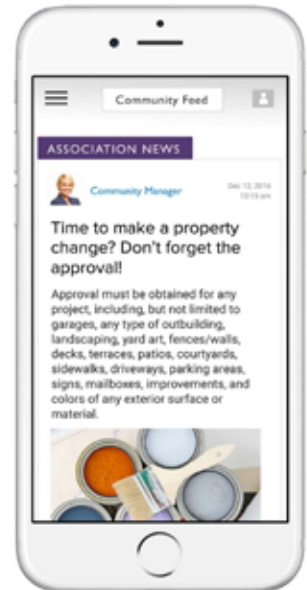 Community Feed
ASSOCIATION NEWS
Community Manager
Dec 12, 2016
10:15 am
Time to make a property
change? Don't forget the
approval!
Approval must be obtained for any
project, including, but not limited to
garages, any type of outbuilding,
landscaping, yard art, fences/walls,
decks, terraces, patios, courtyards,
sidewalks, driveways, parking areas,
signs, mailboxes, improvements, and
colors of any exterior surface or
material.